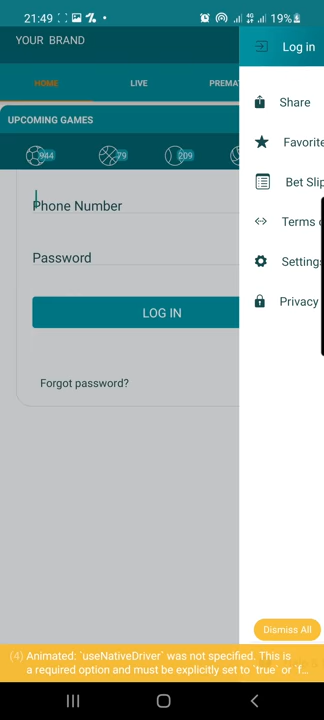 21:49
19%
YOUR BRAND
Log in
HOME
LIVE
PREMAT
UPCOMING GAMES
944
79
209
Share
Favorite
Bet Slip
Terms o
Settings
Privacy
Phone Number
Password
LOG IN
Forgot password?
Dismiss All
(4) Animated: `useNativeDriver` was not specified. This is
a required option and must be explicitly set to `true` or `f...